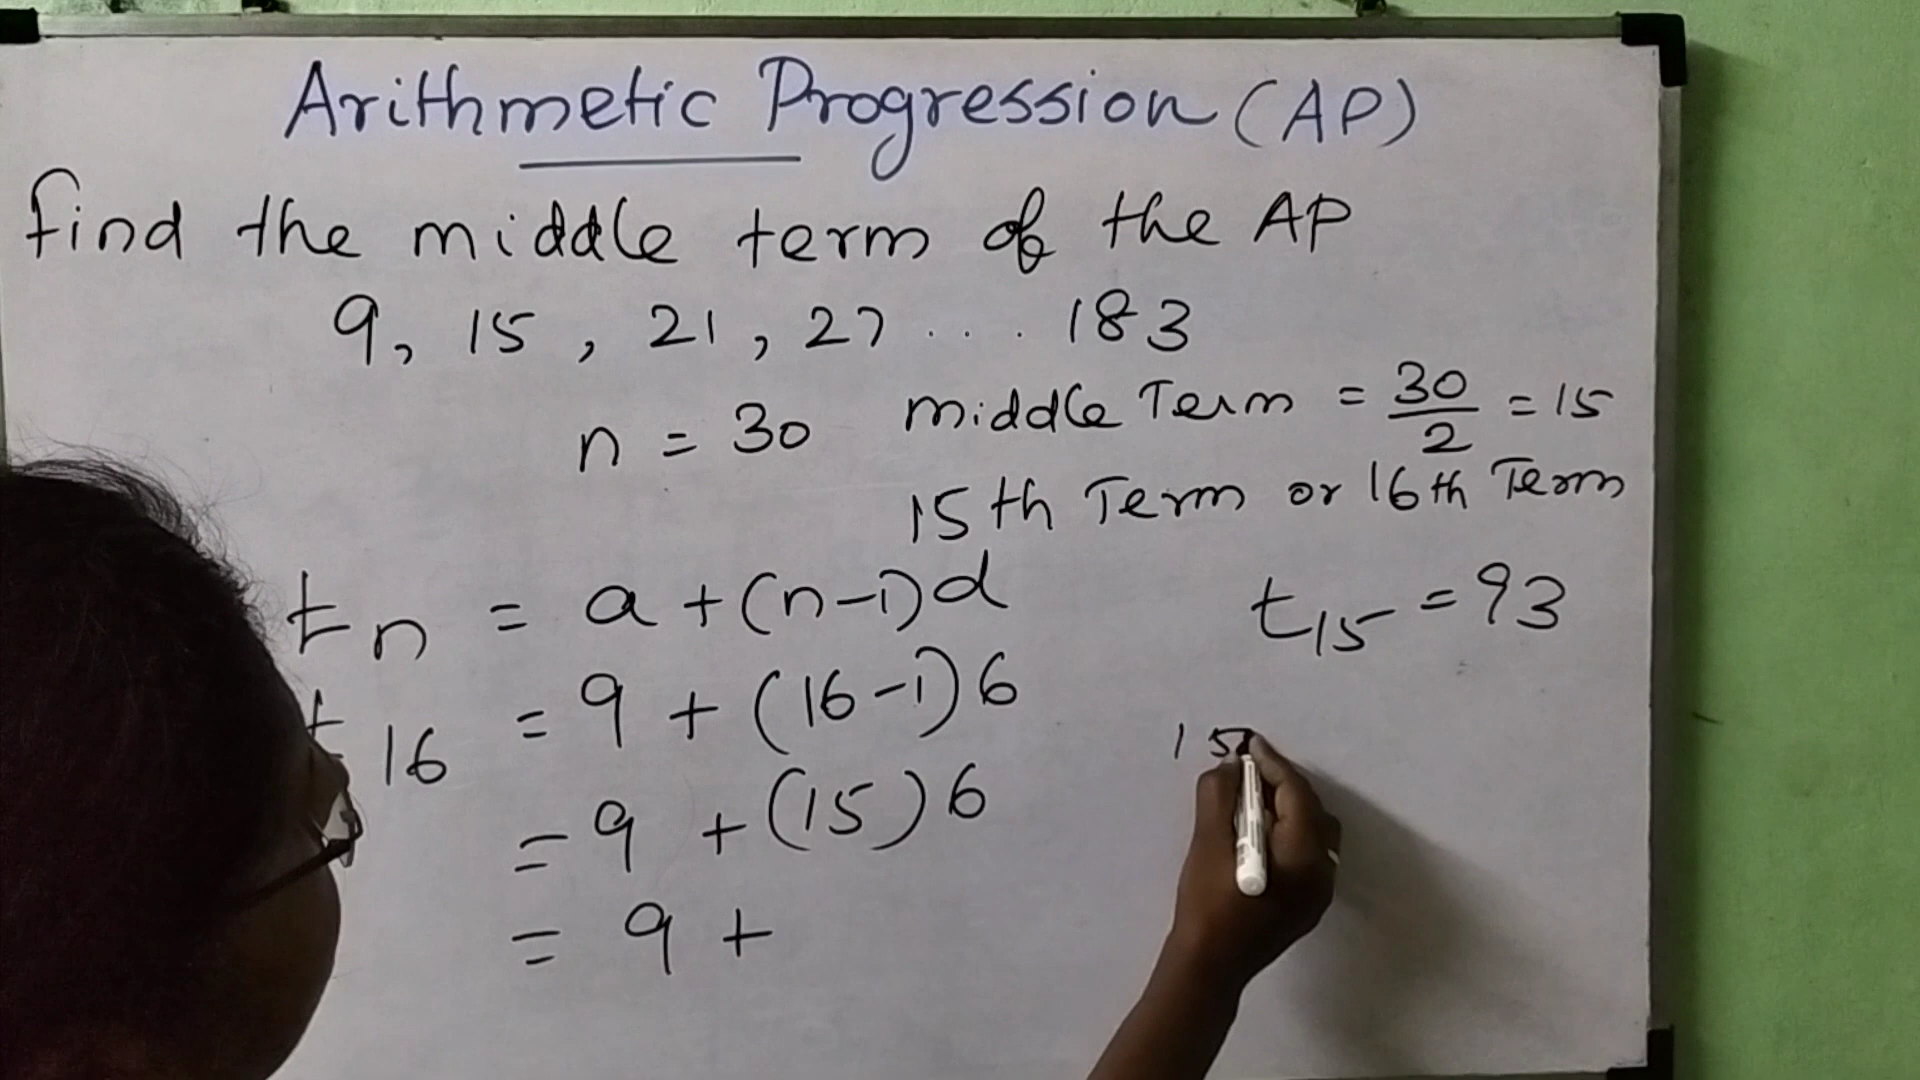 Arithmetic Progression (AP)
find the middle term of the AP
9, 15, 21, 27 . . . 183
n = 30 middle Term = 30/2 = 15
15th Term or 16th Term
tn = a + (n-1)d
t15 = 93
t16 = 9 + (16-1)6
= 9 + (15)6
15
= 9 +